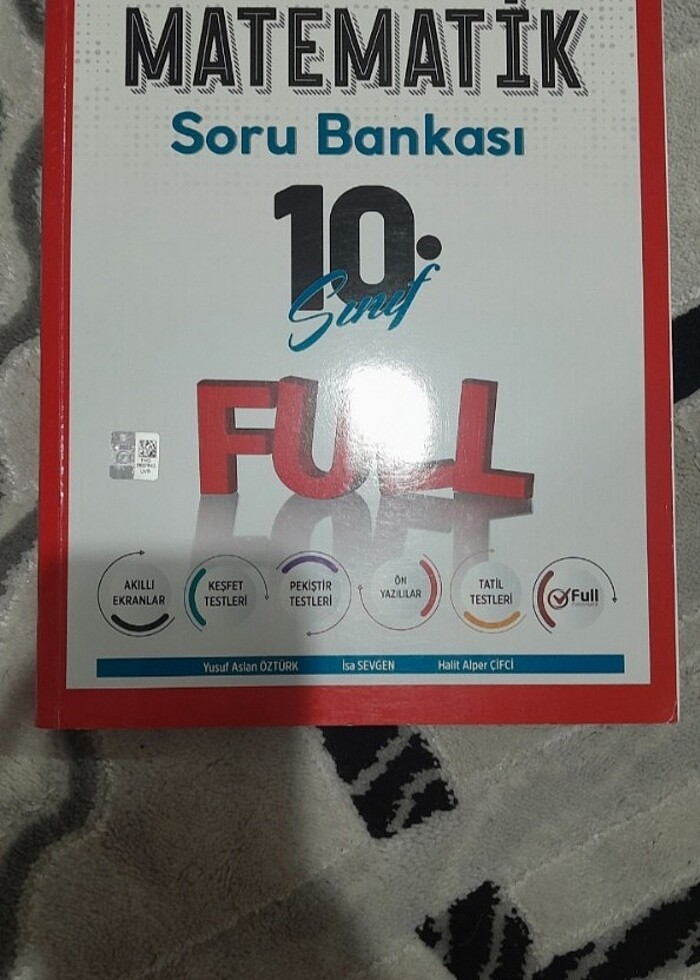 MATEMATİK
Soru Bankası
10.
Sınıf
FULL
AKILLI
EKRANLAR
KEŞFET
TESTLERİ
PEKİŞTİR
TESTLERİ
ÖN
YAZILILAR
TATİL
TESTLERİ
Full
Yusuf Aslan ÖZTÜRK İsa SEVGEN Halit Alper ÇİFCİ